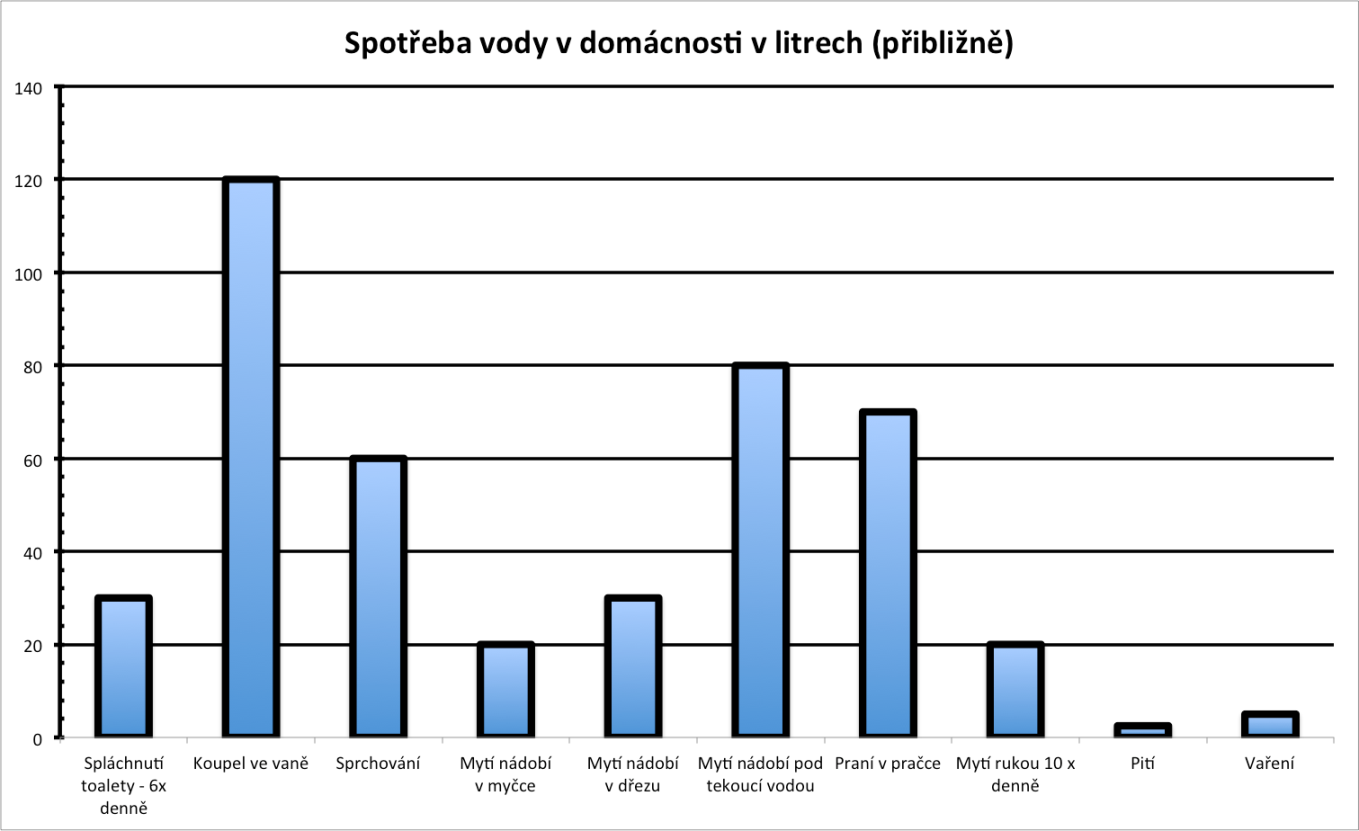 Spotřeba vody v domácnosti v litrech (přibližně)
140
120
100
80
60
40
20
0
Spláchnutí
toalety - 6x
denně
Koupel ve vaně
Sprchování
Mytí nádobí
v myčce
Mytí nádobí
v dřezu
Mytí nádobí pod
tekoucí vodou
Praní v pračce
Mytí rukou 10 x
denně
Pití
Vaření